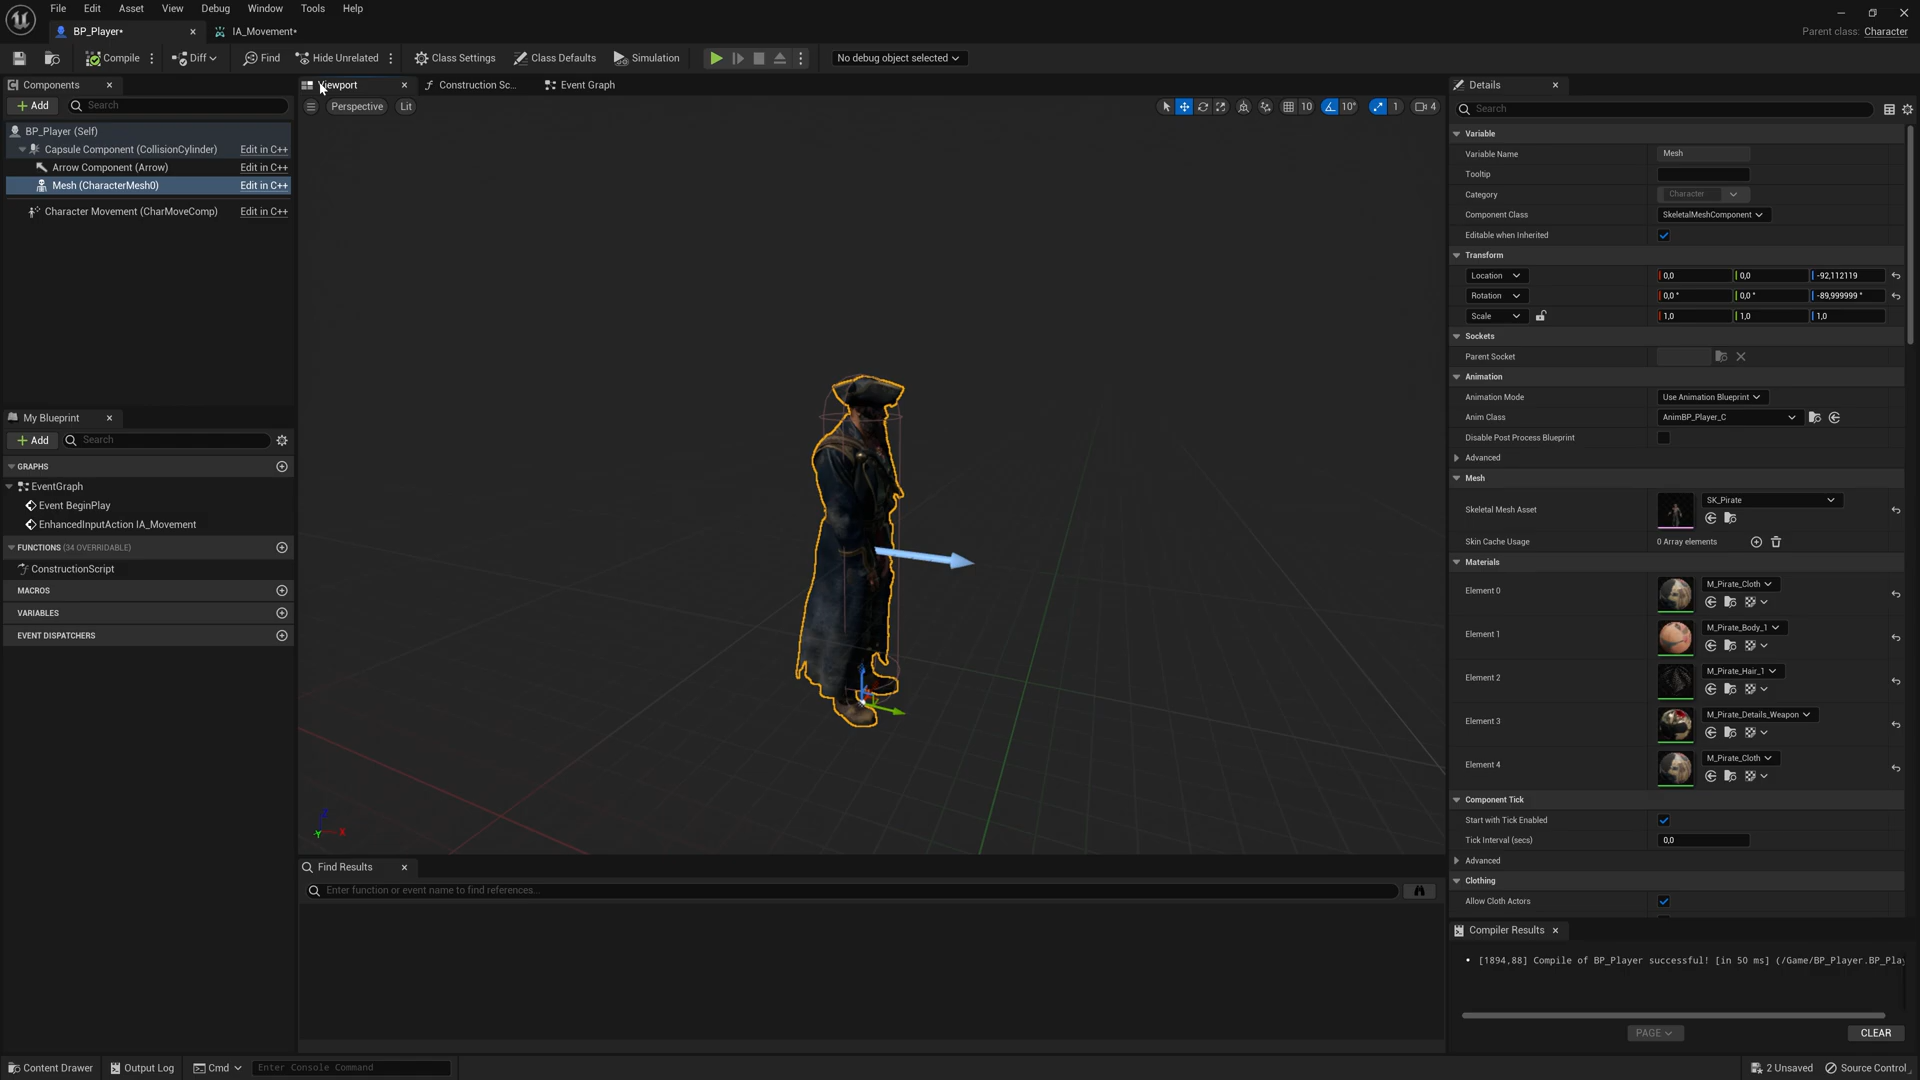 File Edit Asset View Debug Window Tools Help
BP_Player•
IA_Movement•
Parent class: Character
Compile
Diff
Find
Hide Unrelated
Class Settings
Class Defaults
Simulation
No debug object selected
Components
Add
Search
BP_Player (Self)
Capsule Component (CollisionCylinder) Edit in C++
Arrow Component (Arrow) Edit in C++
Mesh (CharacterMesh0) Edit in C++
Character Movement (CharMoveComp) Edit in C++
My Blueprint
Add
Search
GRAPHS
EventGraph
Event BeginPlay
EnhancedInputAction IA_Movement
FUNCTIONS (34 OVERRIDABLE)
ConstructionScript
MACROS
VARIABLES
EVENT DISPATCHERS
Viewport
Construction Sc...
Event Graph
Perspective
Lit
10
10°
1
4
Z
X
Y
Find Results
Enter function or event name to find references...
Details
Search
Variable
Variable Name Mesh
Tooltip
Category Character
Component Class SkeletalMeshComponent
Editable when Inherited
Transform
Location 0,0 0,0 -92,112119
Rotation 0,0 ° 0,0 ° -89,999999 °
Scale 1,0 1,0 1,0
Sockets
Parent Socket
Animation
Animation Mode Use Animation Blueprint
Anim Class AnimBP_Player_C
Disable Post Process Blueprint
Advanced
Mesh
Skeletal Mesh Asset SK_Pirate
Skin Cache Usage 0 Array elements
Materials
Element 0 M_Pirate_Cloth
Element 1 M_Pirate_Body_1
Element 2 M_Pirate_Hair_1
Element 3 M_Pirate_Details_Weapon
Element 4 M_Pirate_Cloth
Component Tick
Start with Tick Enabled
Tick Interval (secs) 0,0
Advanced
Clothing
Allow Cloth Actors
Compiler Results
• [1894,88] Compile of BP_Player successful! [in 50 ms] (/Game/BP_Player.BP_Pla
PAGE
CLEAR
Content Drawer
Output Log
Cmd
Enter Console Command
2 Unsaved
Source Control